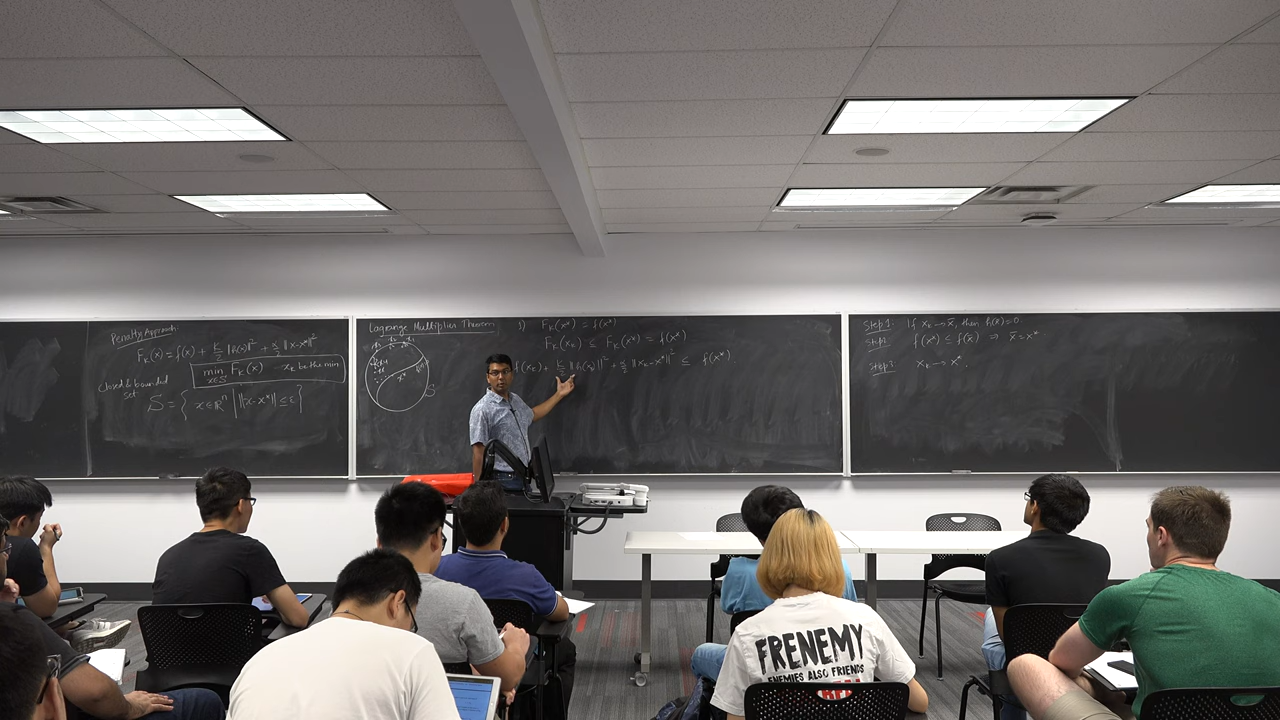 Penalty Approach:
F_k(x) = f(x) + k/2 ||h(x)||² + α/2 ||x-x*||²
min F_k(x) x_k be the min
x∈S
closed & bounded
set
S = { x∈ℝⁿ | ||x-x*|| ≤ ε }
Lagrange Multiplier Theorem
x*
S
1) F_k(x*) = f(x*)
F_k(x_k) ≤ F_k(x*) = f(x*)
f(x_k) + k/2 ||h(x_k)||² + α/2 ||x_k-x*||² ≤ f(x*)
Step 1: If x_k → x̄, then h(x̄)=0.
Step 2: f(x*) ≤ f(x̄) ⇒ x̄=x*
Step 3: x_k → x*.
FRENEMY
ENEMIES ALSO FRIENDS